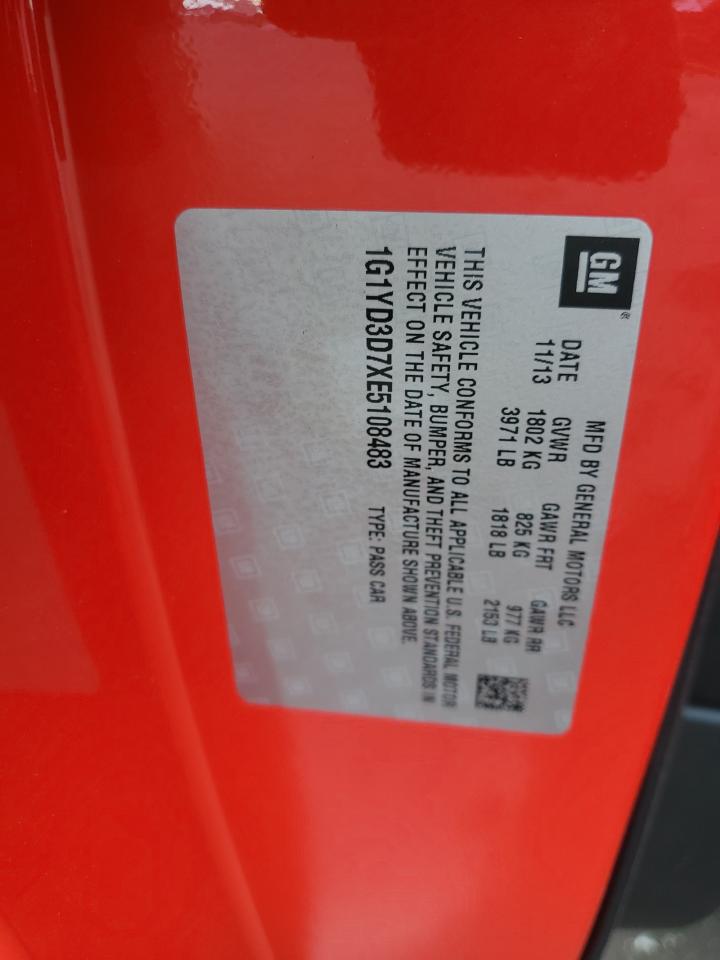 GM®
MFD BY GENERAL MOTORS LLC
DATE GVWR GAWR FRT GAWR RR
11/13 1802 KG 825 KG 977 KG
3971 LB 1818 LB 2153 LB
THIS VEHICLE CONFORMS TO ALL APPLICABLE U.S. FEDERAL MOTOR
VEHICLE SAFETY, BUMPER, AND THEFT PREVENTION STANDARDS IN
EFFECT ON THE DATE OF MANUFACTURE SHOWN ABOVE.
1G1YD3D7XE5108483 TYPE: PASS CAR